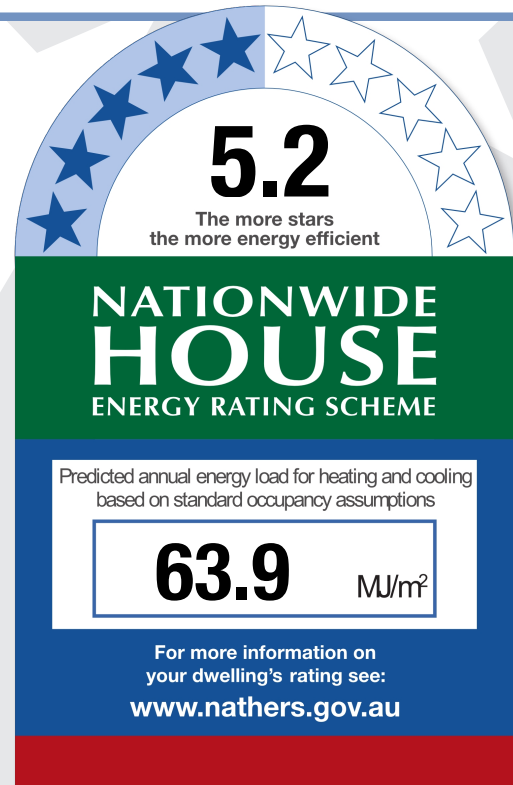 5.2
The more stars
the more energy efficient
NATIONWIDE
HOUSE
ENERGY RATING SCHEME
Predicted annual energy load for heating and cooling
based on standard occupancy assumptions
63.9 MJ/m²
For more information on
your dwelling's rating see:
www.nathers.gov.au